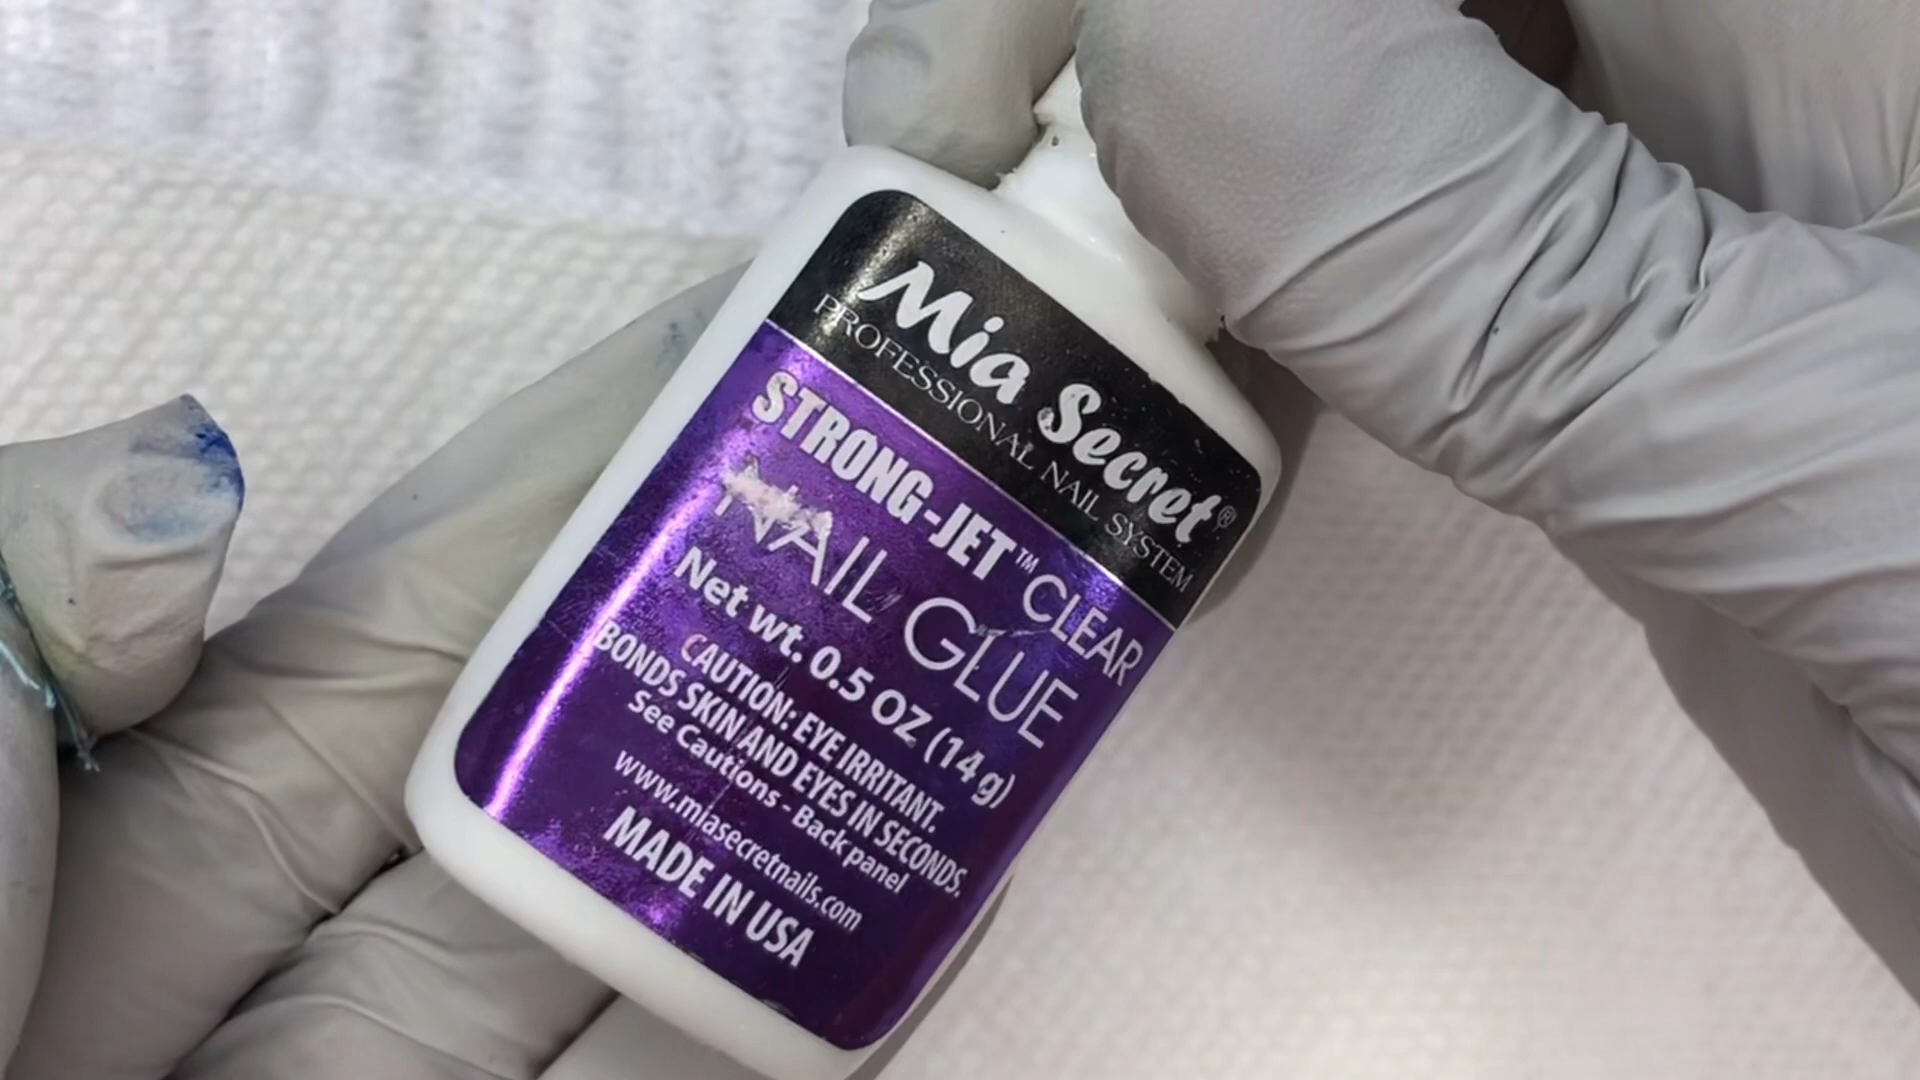 Mia Secret®
PROFESSIONAL NAIL SYSTEM
STRONG-JET™ CLEAR
NAIL GLUE
Net wt. 0.5 OZ (14 g)
CAUTION: EYE IRRITANT.
BONDS SKIN AND EYES IN SECONDS.
See Cautions - Back panel
www.miasecretnails.com
MADE IN USA